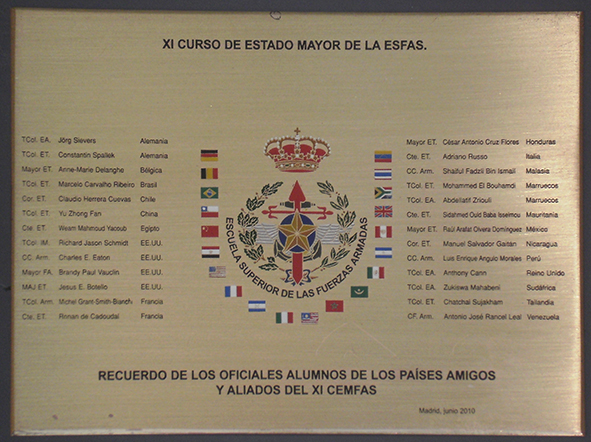 XI CURSO DE ESTADO MAYOR DE LA ESFAS.
TCol. EA. Jörg Sievers Alemania
TCol. ET. Constantin Spallek Alemania
Mayor ET. Anne-Marie Delanghe Bélgica
TCol. ET. Marcelo Carvalho Ribeiro Brasil
Cor. ET. Claudio Herrera Cuevas Chile
TCol. ET. Yu Zhong Fan China
Cte. ET. Weam Mahmoud Yacoub Egipto
TCol. IM. Richard Jason Schmidt EE.UU.
CC. Arm. Charles E. Eaton EE.UU.
Mayor FA. Brandy Paul Vauclin EE.UU.
MAJ ET. Jesus E. Botello EE.UU.
TCol. Arm. Michel Grant-Smith-Bianchi Francia
Cte. ET. Ronan de Cadoudal Francia
ESCUELA SUPERIOR DE LAS FUERZAS ARMADAS
Mayor ET. César Antonio Cruz Flores Honduras
Cte. ET. Adriano Russo Italia
CC. Arm. Shaiful Fadzli Bin Ismail Malasia
TCol. ET. Mohammed El Bouhamdi Marruecos
TCol. EA. Abdellatif Zriouli Marruecos
Cte. ET. Sidahmed Ould Baba Isselmou Mauritania
Mayor ET. Raúl Arafat Olvera Domínguez México
Cor. ET. Manuel Salvador Gaitán Nicaragua
CC. Arm. Luis Enrique Angulo Morales Perú
TCol. EA. Anthony Cann Reino Unido
TCol. EA. Zukiswa Mahabeni Sudáfrica
TCol. ET. Chatchai Sujakham Tailandia
CF. Arm. Antonio José Rancel Leal Venezuela
RECUERDO DE LOS OFICIALES ALUMNOS DE LOS PAÍSES AMIGOS
Y ALIADOS DEL XI CEMFAS
Madrid, junio 2010